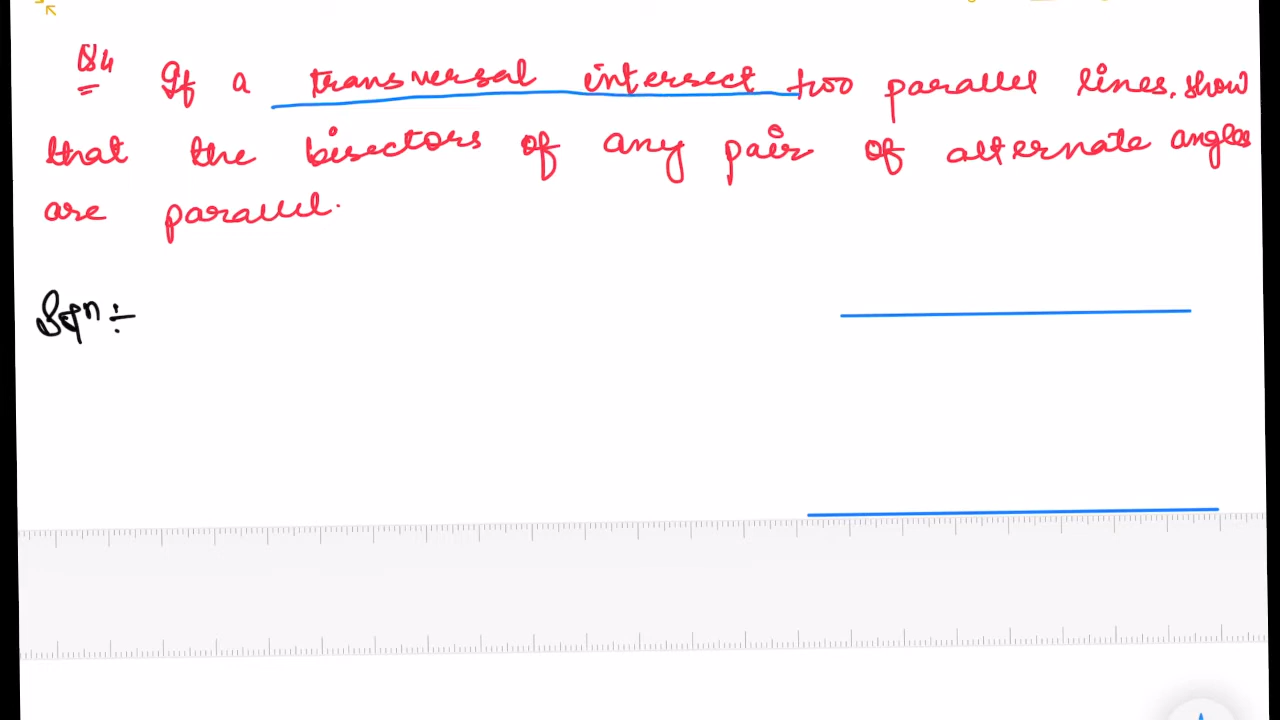 Q4 If a transversal intersect two parallel lines, show
that the bisectors of any pair of alternate angles
are parallel.
Solⁿ :-